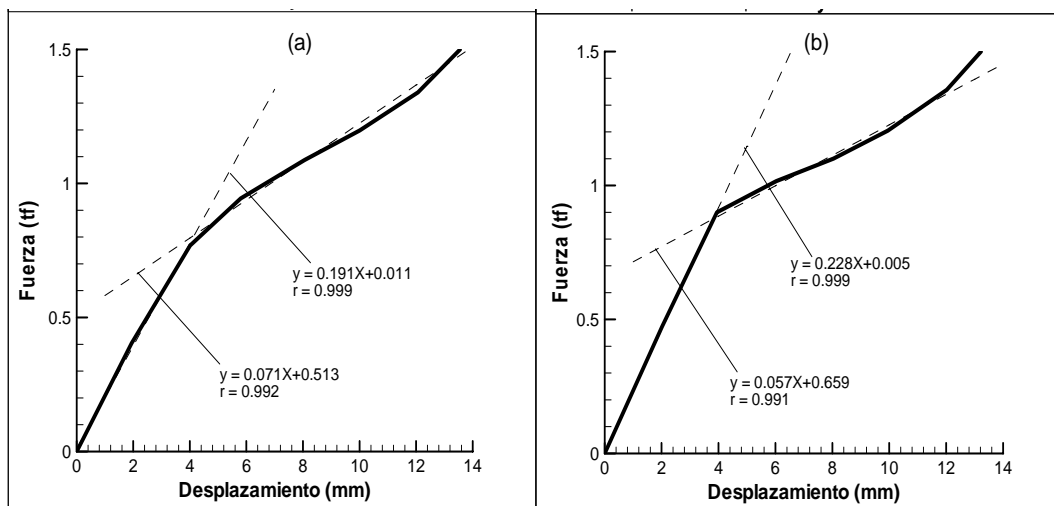 (a)
1.5
1
0.5
0
Fuerza (tf)
y = 0.191X+0.011
r = 0.999
y = 0.071X+0.513
r = 0.992
0 2 4 6 8 10 12 14
Desplazamiento (mm)
(b)
1.5
1
0.5
0
Fuerza (tf)
y = 0.228X+0.005
r = 0.999
y = 0.057X+0.659
r = 0.991
0 2 4 6 8 10 12 14
Desplazamiento (mm)